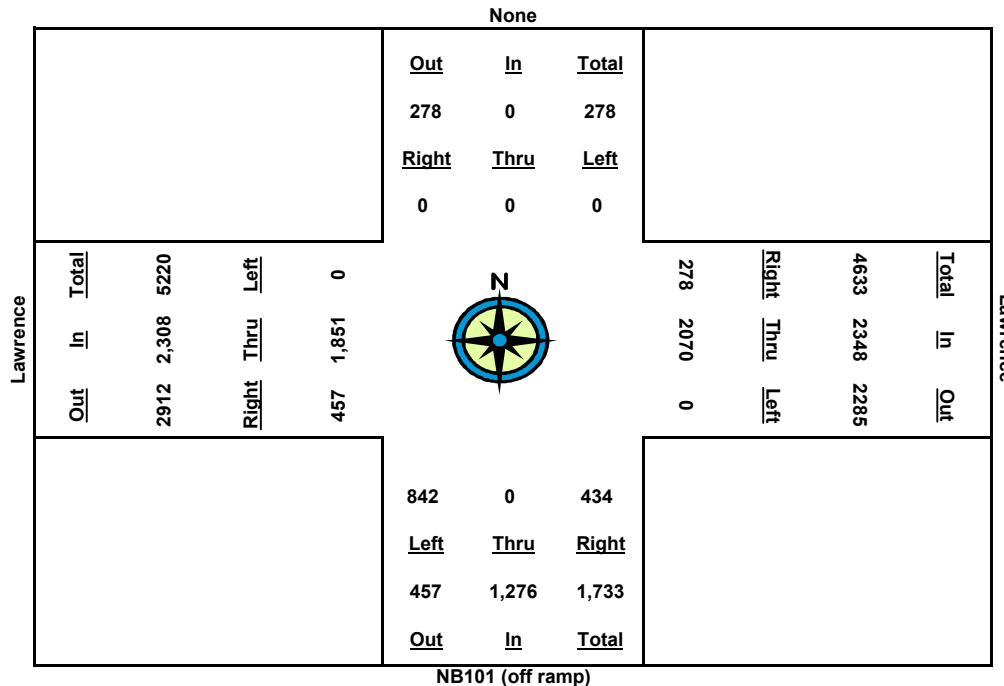 None
Out In Total
278 0 278
Right Thru Left
0 0 0
Lawrence
Total 5220 Left 0
In 2,308 Thru 1,851
Out 2912 Right 457
N
278 Right 4633 Total
2070 Thru 2348 In
0 Left 2285 Out
Lawrence
842 0 434
Left Thru Right
457 1,276 1,733
Out In Total
NB101 (off ramp)